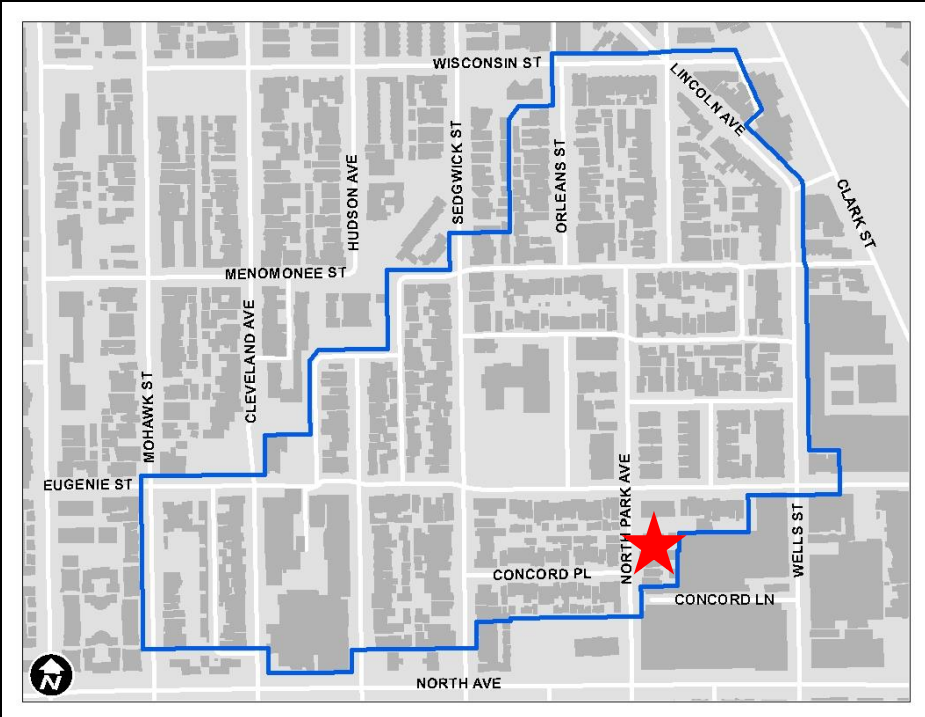 WISCONSIN ST
LINCOLN AVE
SEDGWICK ST
ORLEANS ST
HUDSON AVE
CLARK ST
MENOMONEE ST
CLEVELAND AVE
MOHAWK ST
EUGENIE ST
NORTH PARK AVE
WELLS ST
CONCORD PL
CONCORD LN
NORTH AVE
N